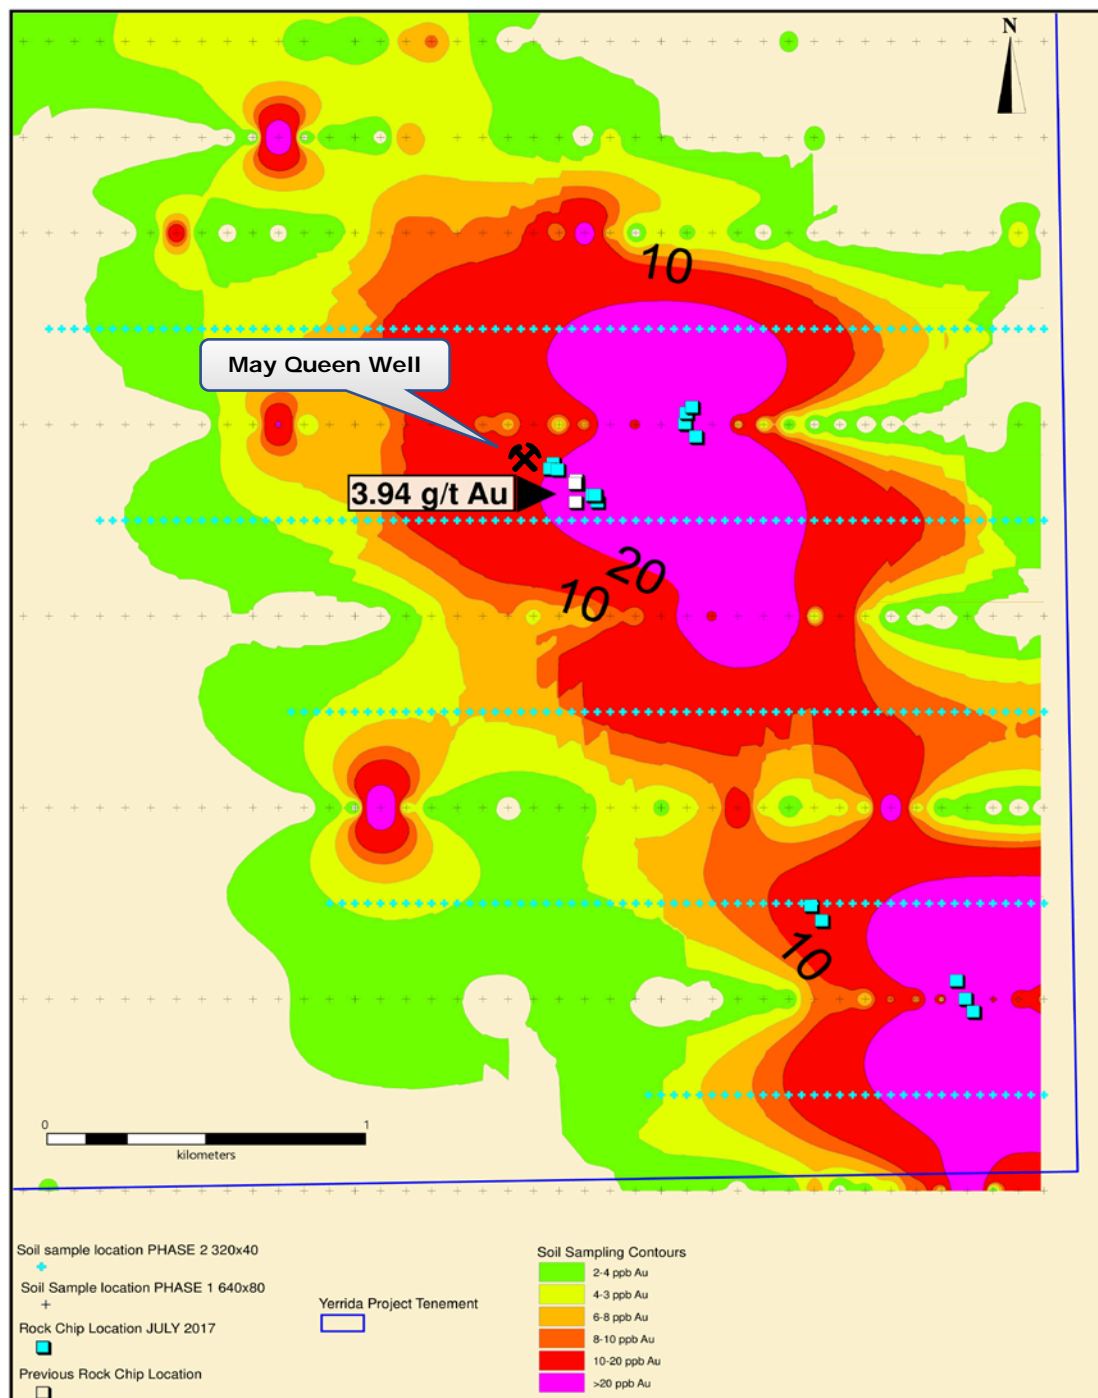 N
10
May Queen Well
3.94 g/t Au
20
10
10
0 1
kilometers
Soil sample location PHASE 2 320x40
Soil Sample location PHASE 1 640x80
Rock Chip Location JULY 2017
Previous Rock Chip Location
Yerrida Project Tenement
Soil Sampling Contours
2-4 ppb Au
4-3 ppb Au
6-8 ppb Au
8-10 ppb Au
10-20 ppb Au
>20 ppb Au